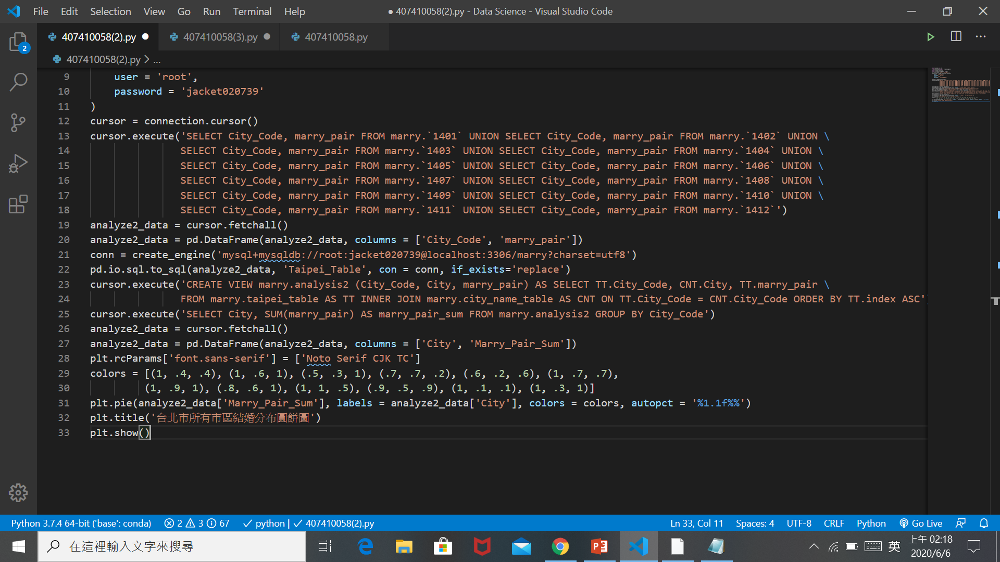 File Edit Selection View Go Run Terminal Help ● 407410058(2).py - Data Science - Visual Studio Code
407410058(2).py 407410058(3).py 407410058.py
407410058(2).py > ...
2
9 user = 'root',
10 password = 'jacket020739'
11 )
12 cursor = connection.cursor()
13 cursor.execute('SELECT City_Code, marry_pair FROM marry.`1401` UNION SELECT City_Code, marry_pair FROM marry.`1402` UNION \
14 SELECT City_Code, marry_pair FROM marry.`1403` UNION SELECT City_Code, marry_pair FROM marry.`1404` UNION \
15 SELECT City_Code, marry_pair FROM marry.`1405` UNION SELECT City_Code, marry_pair FROM marry.`1406` UNION \
16 SELECT City_Code, marry_pair FROM marry.`1407` UNION SELECT City_Code, marry_pair FROM marry.`1408` UNION \
17 SELECT City_Code, marry_pair FROM marry.`1409` UNION SELECT City_Code, marry_pair FROM marry.`1410` UNION \
18 SELECT City_Code, marry_pair FROM marry.`1411` UNION SELECT City_Code, marry_pair FROM marry.`1412`')
19 analyze2_data = cursor.fetchall()
20 analyze2_data = pd.DataFrame(analyze2_data, columns = ['City_Code', 'marry_pair'])
21 conn = create_engine('mysql+mysqldb://root:jacket020739@localhost:3306/marry?charset=utf8')
22 pd.io.sql.to_sql(analyze2_data, 'Taipei_Table', con = conn, if_exists='replace')
23 cursor.execute('CREATE VIEW marry.analysis2 (City_Code, City, marry_pair) AS SELECT TT.City_Code, CNT.City, TT.marry_pair \
24 FROM marry.taipei_table AS TT INNER JOIN marry.city_name_table AS CNT ON TT.City_Code = CNT.City_Code ORDER BY TT.index ASC'
25 cursor.execute('SELECT City, SUM(marry_pair) AS marry_pair_sum FROM marry.analysis2 GROUP BY City_Code')
26 analyze2_data = cursor.fetchall()
27 analyze2_data = pd.DataFrame(analyze2_data, columns = ['City', 'Marry_Pair_Sum'])
28 plt.rcParams['font.sans-serif'] = ['Noto Serif CJK TC']
29 colors = [(1, .4, .4), (1, .6, 1), (.5, .3, 1), (.7, .7, .2), (.6, .2, .6), (1, .7, .7),
30 (1, .9, 1), (.8, .6, 1), (1, 1, .5), (.9, .5, .9), (1, .1, .1), (1, .3, 1)]
31 plt.pie(analyze2_data['Marry_Pair_Sum'], labels = analyze2_data['City'], colors = colors, autopct = '%1.1f%%')
32 plt.title('台北市所有市區結婚分布圓餅圖')
33 plt.show()
Python 3.7.4 64-bit ('base': conda) 2 3 67 python | 407410058(2).py Ln 33, Col 11 Spaces: 4 UTF-8 CRLF Python Go Live
在這裡輸入文字來搜尋 英 上午 02:18
2020/6/6